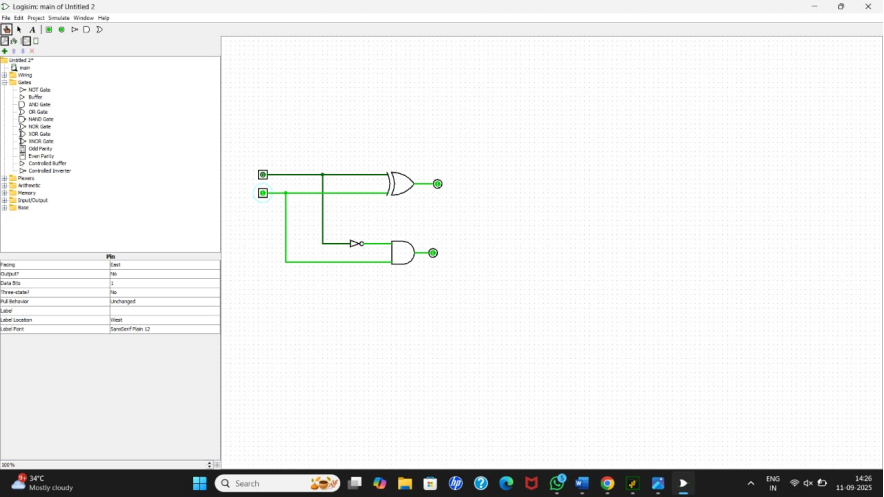 Logisim: main of Untitled 2
File Edit Project Simulate Window Help
A
Untitled 2*
main
Wiring
Gates
NOT Gate
Buffer
AND Gate
OR Gate
NAND Gate
NOR Gate
XOR Gate
XNOR Gate
Odd Parity
Even Parity
Controlled Buffer
Controlled Inverter
Plexers
Arithmetic
Memory
Input/Output
Base
Pin
Facing East
Output? No
Data Bits 1
Three-state? No
Pull Behavior Unchanged
Label
Label Location West
Label Font SansSerif Plain 12
100%
34°C
Mostly cloudy
Search
ENG
IN
14:26
11-09-2025